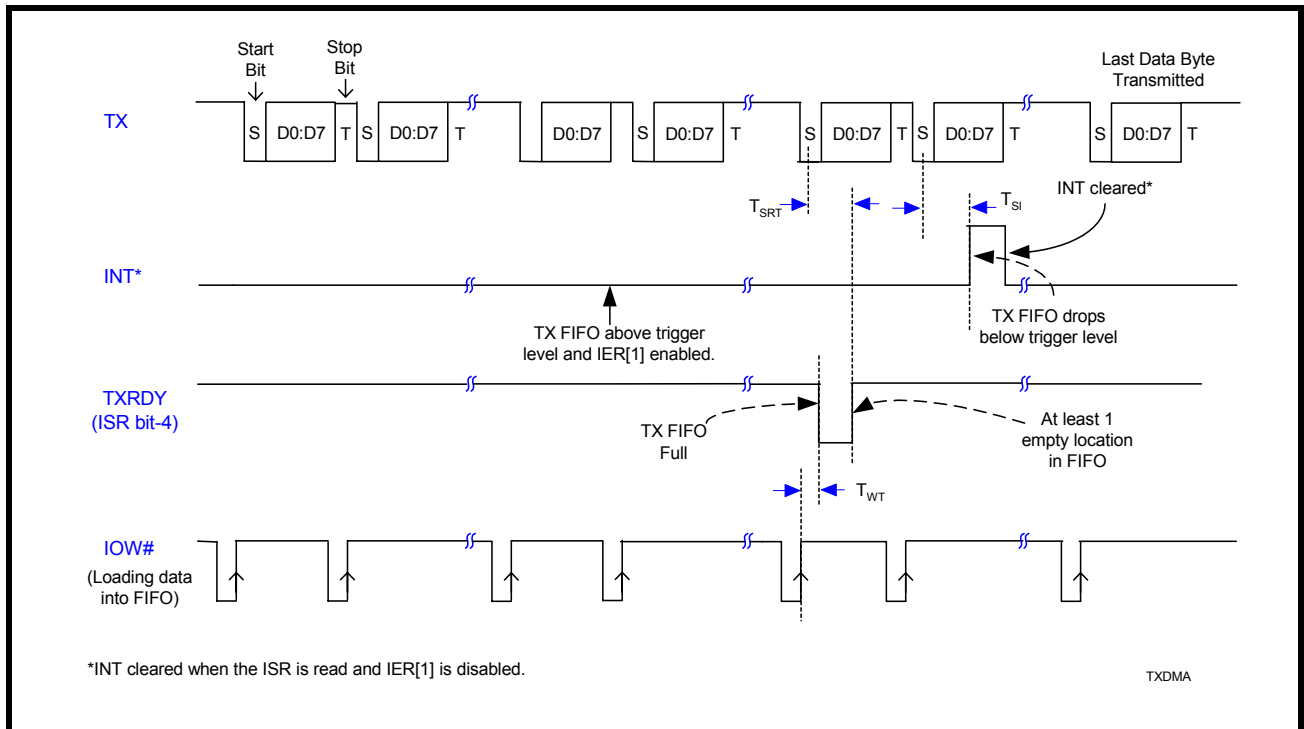 Start
Bit
Stop
Bit
Last Data Byte
Transmitted
TX
S D0:D7 T S D0:D7 T D0:D7 S D0:D7 T S D0:D7 T S D0:D7 T S D0:D7 T
INT cleared*
TSRT
TSI
INT*
TX FIFO above trigger
level and IER[1] enabled.
TX FIFO drops
below trigger level
TXRDY
(ISR bit-4)
TX FIFO
Full
At least 1
empty location
in FIFO
TWT
IOW#
(Loading data
into FIFO)
*INT cleared when the ISR is read and IER[1] is disabled.
TXDMA